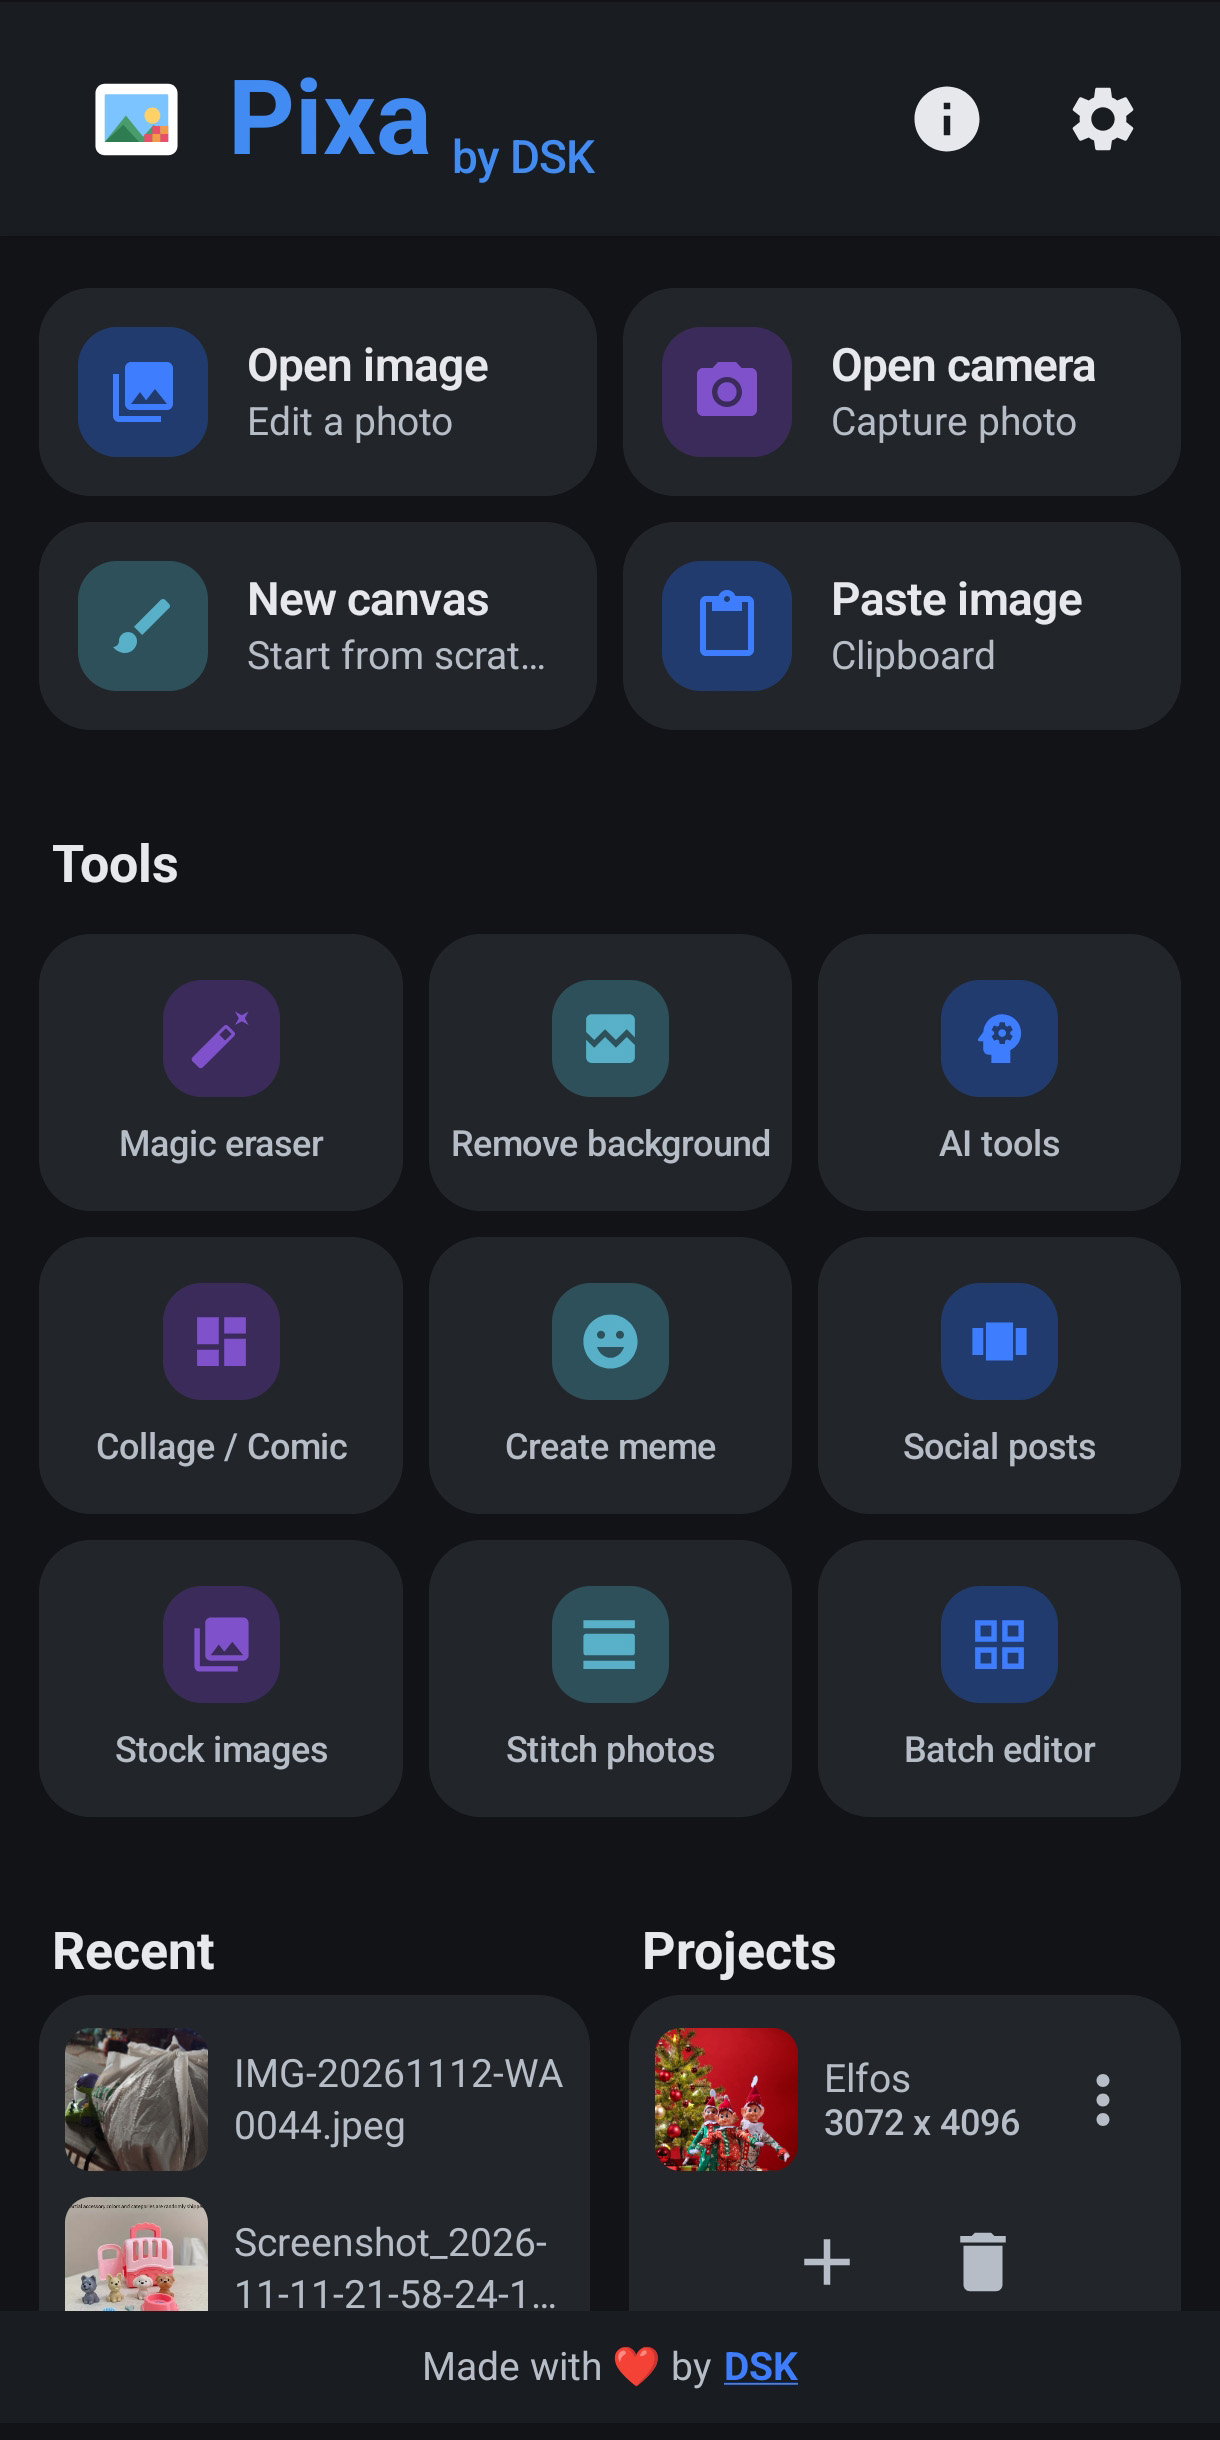 Pixa by DSK
Open image
Edit a photo
Open camera
Capture photo
New canvas
Start from scrat...
Paste image
Clipboard
Tools
Magic eraser
Remove background
AI tools
Collage / Comic
Create meme
Social posts
Stock images
Stitch photos
Batch editor
Recent
IMG-20261112-WA
0044.jpeg
Screenshot_2026-
11-11-21-58-24-1...
Projects
Elfos
3072 x 4096
Made with ❤️ by DSK